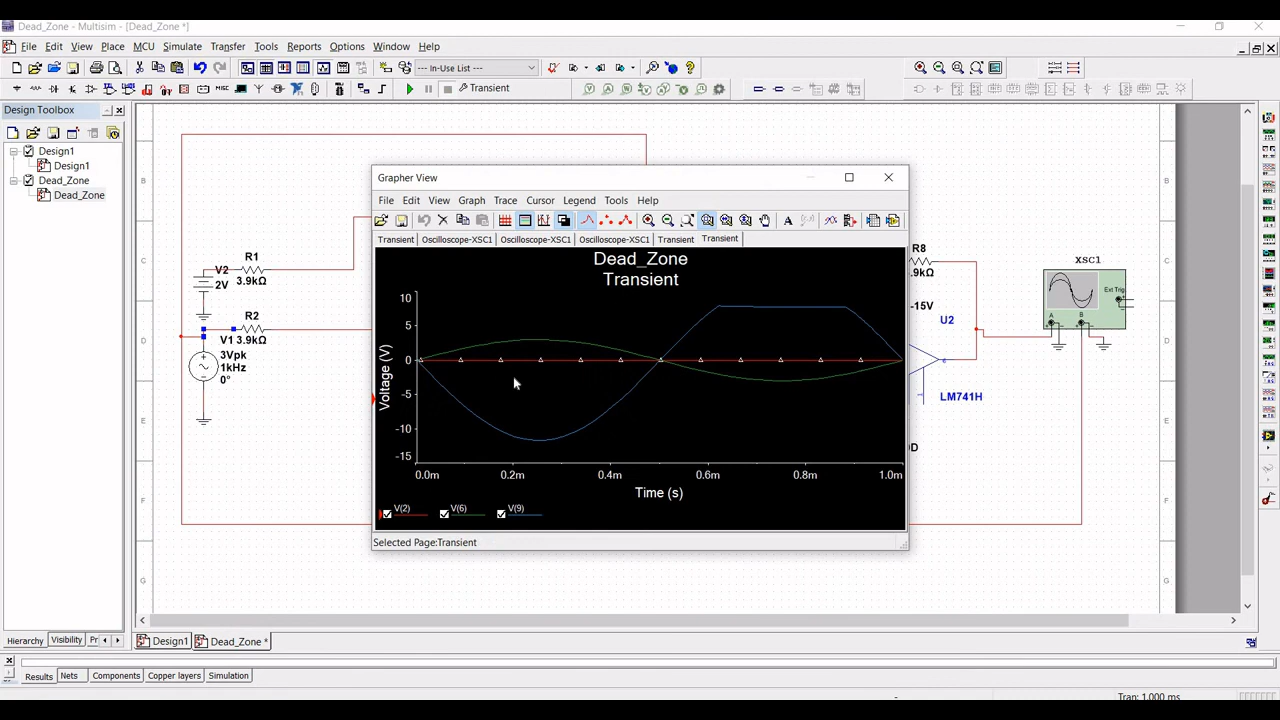 Dead_Zone - Multisim - [Dead_Zone *]
File Edit View Place MCU Simulate Transfer Tools Reports Options Window Help
--- In-Use List ---
Transient
Design Toolbox
Design1
Design1
Dead_Zone
Dead_Zone
Grapher View
File Edit View Graph Trace Cursor Legend Tools Help
Transient Oscilloscope-XSC1 Oscilloscope-XSC1 Oscilloscope-XSC1 Transient Transient
Dead_Zone
Transient
Voltage (V)
10
5
0
-5
-10
-15
0.0m 0.2m 0.4m 0.6m 0.8m 1.0m
Time (s)
V(2) V(6) V(9)
Selected Page:Transient
V2
2V
R1
3.9kΩ
R2
3.9kΩ
V1
3Vpk
1kHz
0°
R8
.9kΩ
-15V
U2
LM741H
D
XSC1
Ext Trig
A B
B
C
D
E
F
G
B
C
D
E
F
G
Hierarchy Visibility Pr
Design1 Dead_Zone *
Results Nets Components Copper layers Simulation
Tran: 1.000 ms